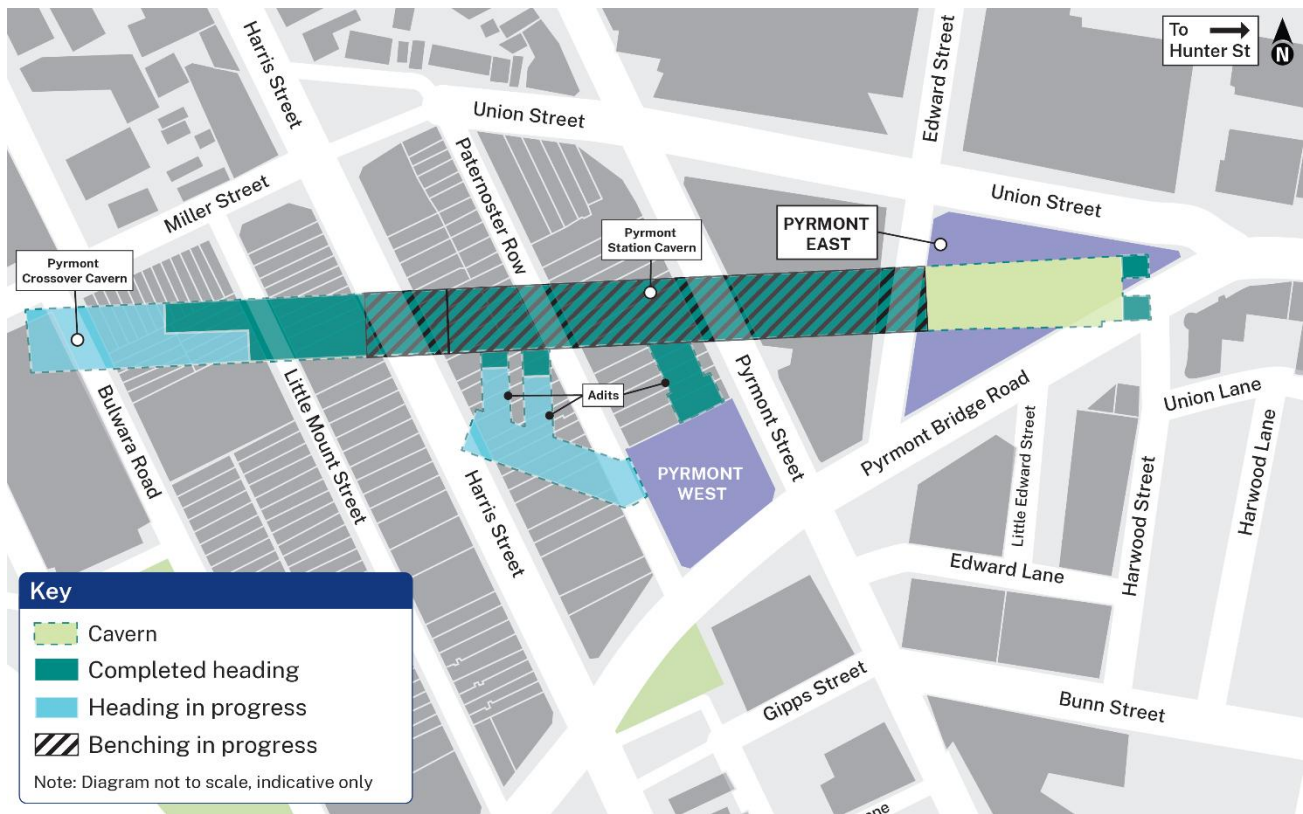 To
Hunter St
N
Harris Street
Union Street
Edward Street
Paternoster Row
Miller Street
Union Street
PYRMONT
EAST
Pyrmont
Station Cavern
Pyrmont
Crossover Cavern
Adits
Bulwara Road
Little Mount Street
Harris Street
Pyrmont Street
PYRMONT
WEST
Pyrmont Bridge Road
Little Edward Street
Union Lane
Harwood Street
Harwood Lane
Edward Lane
Gipps Street
Bunn Street
Key
Cavern
Completed heading
Heading in progress
Benching in progress
Note: Diagram not to scale, indicative only